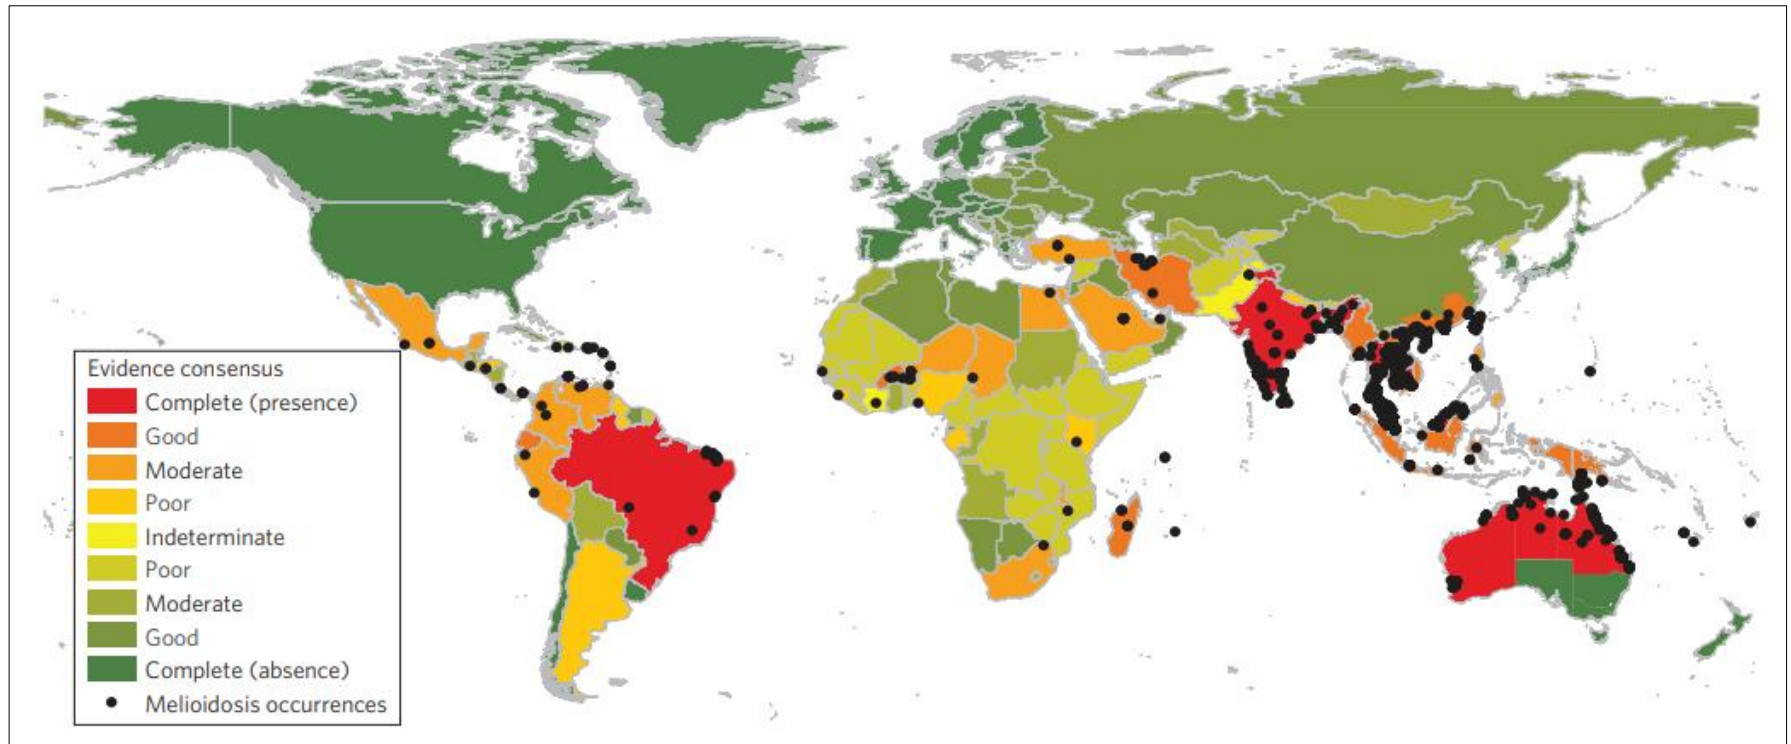 Evidence consensus
Complete (presence)
Good
Moderate
Poor
Indeterminate
Poor
Moderate
Good
Complete (absence)
Melioidosis occurrences